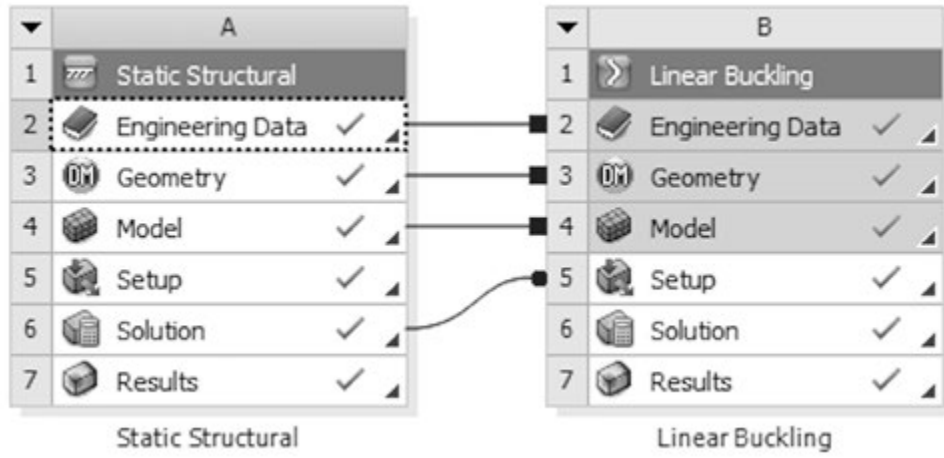 A
1 Static Structural
2 Engineering Data
3 Geometry
4 Model
5 Setup
6 Solution
7 Results
Static Structural
B
1 Linear Buckling
2 Engineering Data
3 DM Geometry
4 Model
5 Setup
6 Solution
7 Results
Linear Buckling